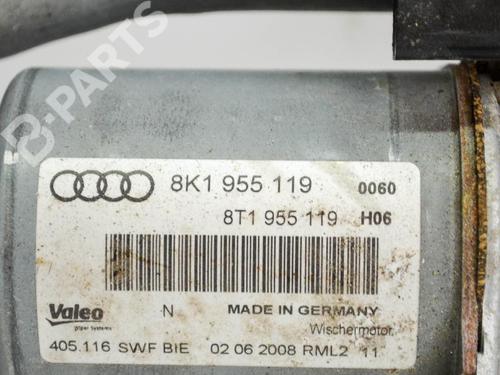 B-PARTS
8K1 955 119 0060
8T1 955 119 H06
Valeo N MADE IN GERMANY
Wiper Systems Wischermotor
405.116 SWF BIE 02 06 2008 RML2 11